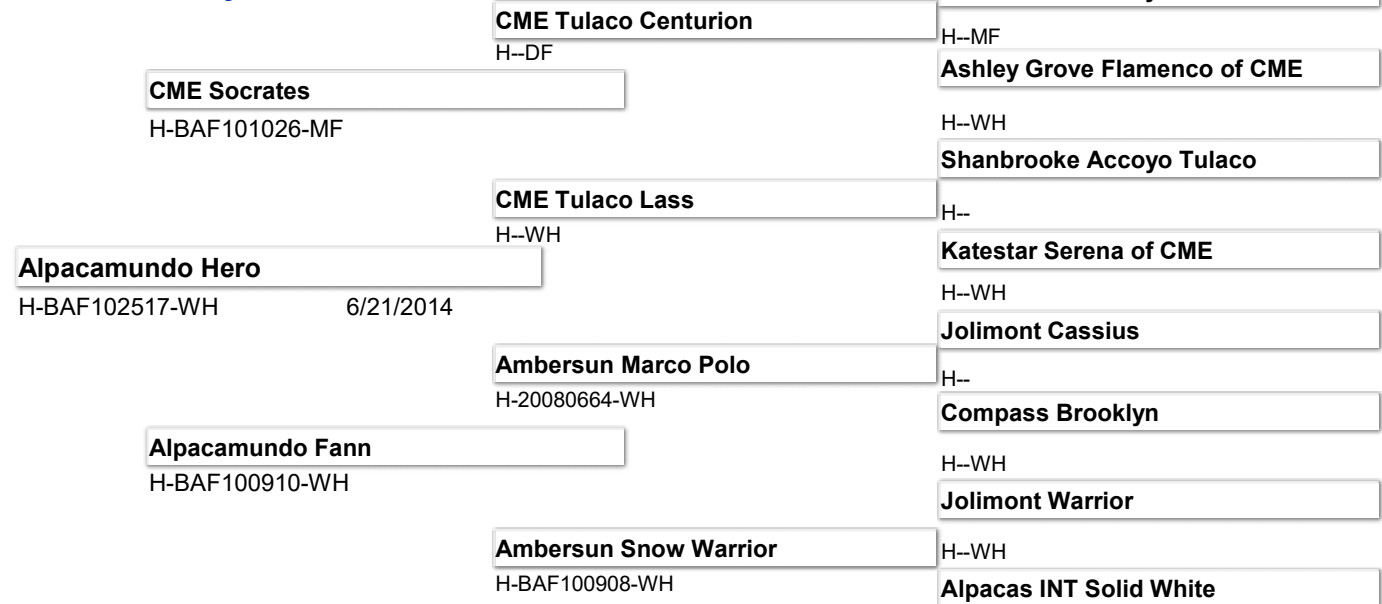 CME Tulaco Centurion
H--DF
H--MF
Ashley Grove Flamenco of CME
CME Socrates
H-BAF101026-MF
H--WH
Shanbrooke Accoyo Tulaco
CME Tulaco Lass
H--WH
H--
Katestar Serena of CME
Alpacamundo Hero
H-BAF102517-WH 6/21/2014
H--WH
Jolimont Cassius
Ambersun Marco Polo
H-20080664-WH
H--
Compass Brooklyn
Alpacamundo Fann
H-BAF100910-WH
H--WH
Jolimont Warrior
Ambersun Snow Warrior
H-BAF100908-WH
H--WH
Alpacas INT Solid White